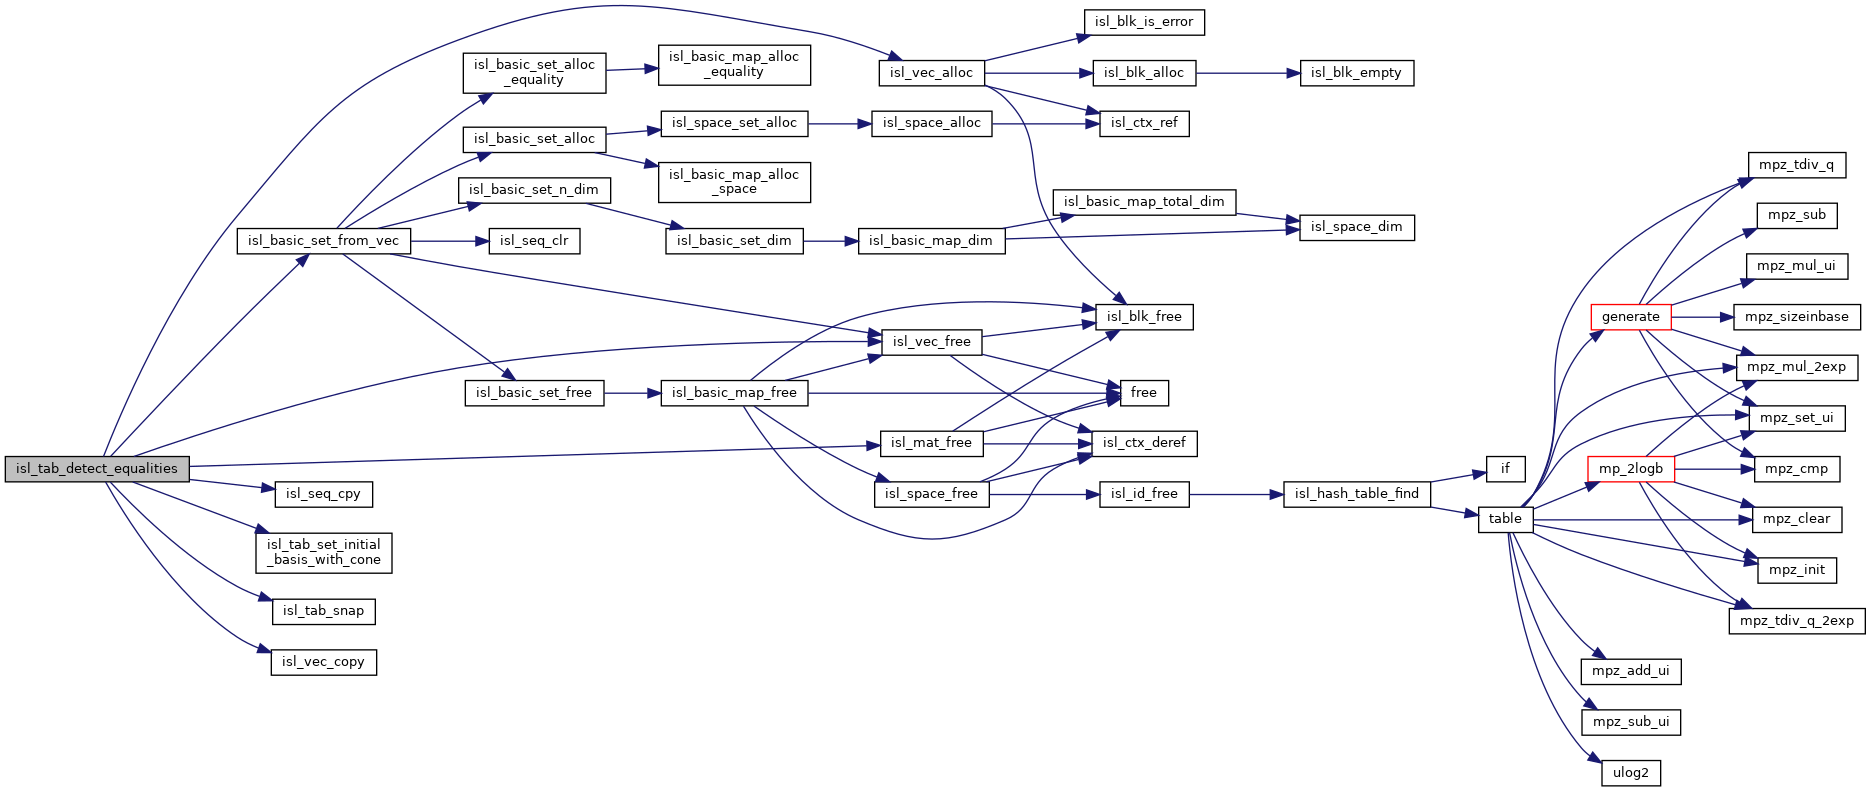 isl_blk_is_error
isl_basic_set_alloc
_equality
isl_basic_map_alloc
_equality
isl_vec_alloc
isl_blk_alloc
isl_blk_empty
isl_basic_set_alloc
isl_space_set_alloc
isl_space_alloc
isl_ctx_ref
isl_basic_map_alloc
_space
isl_basic_set_n_dim
isl_basic_map_total_dim
isl_basic_set_from_vec
isl_seq_clr
isl_basic_set_dim
isl_basic_map_dim
isl_space_dim
isl_blk_free
isl_vec_free
isl_basic_set_free
isl_basic_map_free
free
isl_mat_free
isl_ctx_deref
isl_tab_detect_equalities
isl_seq_cpy
isl_space_free
isl_id_free
isl_hash_table_find
if
table
isl_tab_set_initial
_basis_with_cone
isl_tab_snap
isl_vec_copy
mpz_tdiv_q
mpz_sub
mpz_mul_ui
generate
mpz_sizeinbase
mpz_mul_2exp
mpz_set_ui
mp_2logb
mpz_cmp
mpz_clear
mpz_init
mpz_tdiv_q_2exp
mpz_add_ui
mpz_sub_ui
ulog2